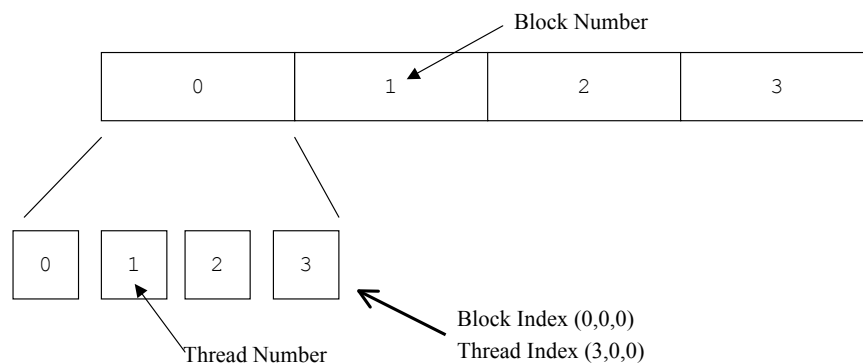 Block Number
0 1 2 3
0 1 2 3
Block Index (0,0,0)
Thread Index (3,0,0)
Thread Number